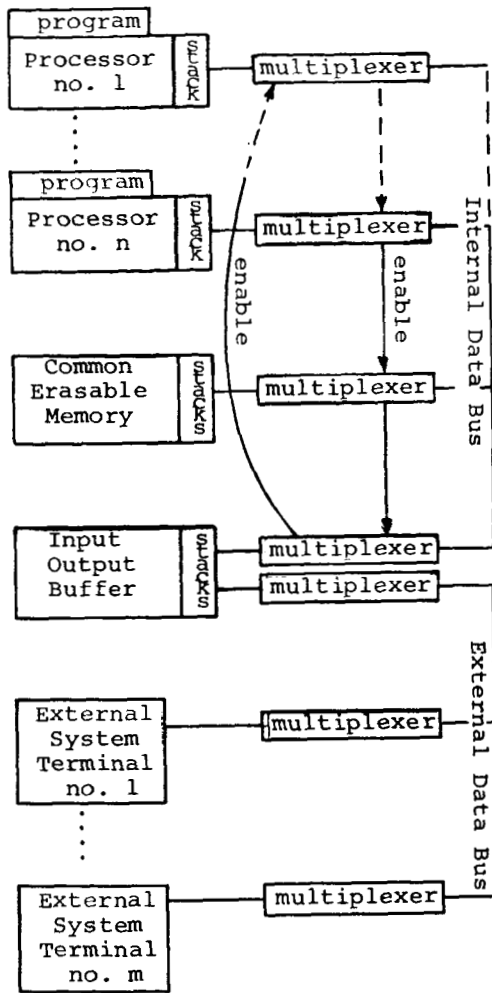 program
Processor
no. 1
stack
multiplexer
program
Processor
no. n
stack
multiplexer
enable
enable
Internal Data Bus
Common
Erasable
Memory
stacks
multiplexer
Input
Output
Buffer
stacks
multiplexer
multiplexer
External Data Bus
External
System
Terminal
no. 1
multiplexer
External
System
Terminal
no. m
multiplexer